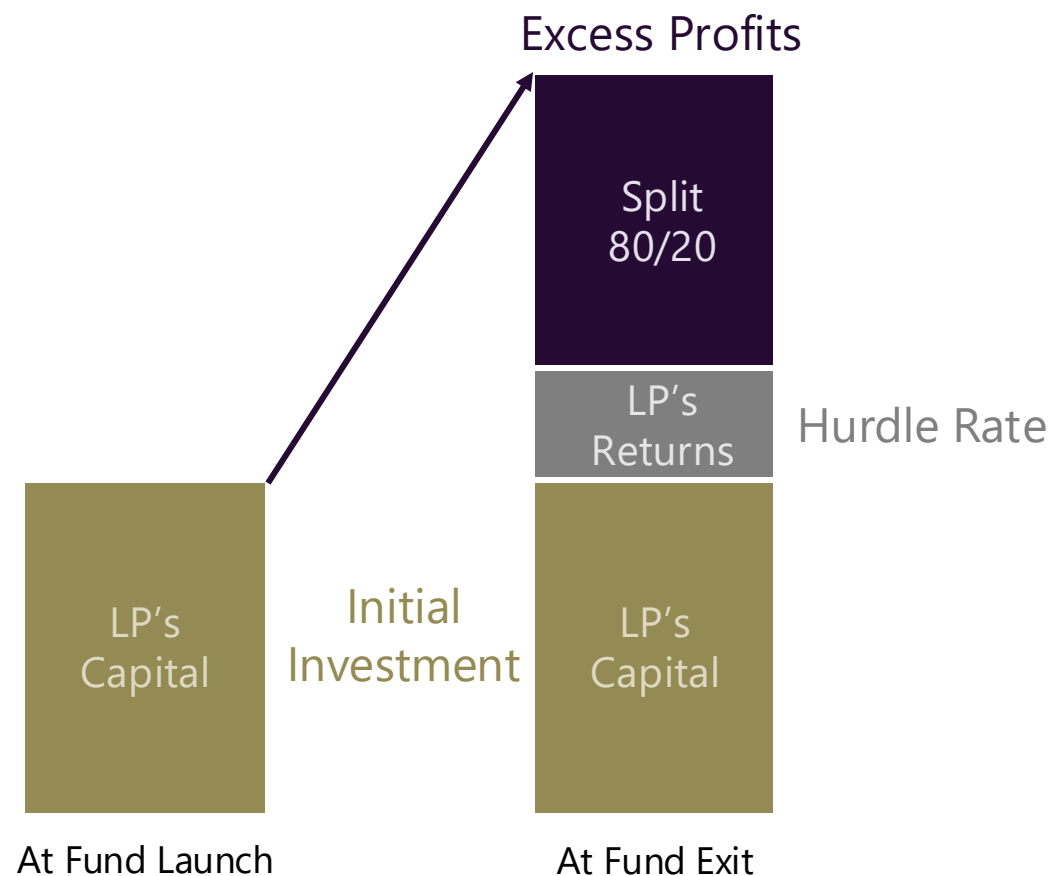 Excess Profits
Split
80/20
LP’s
Returns
Hurdle Rate
LP’s
Capital
Initial
Investment
LP’s
Capital
At Fund Launch
At Fund Exit